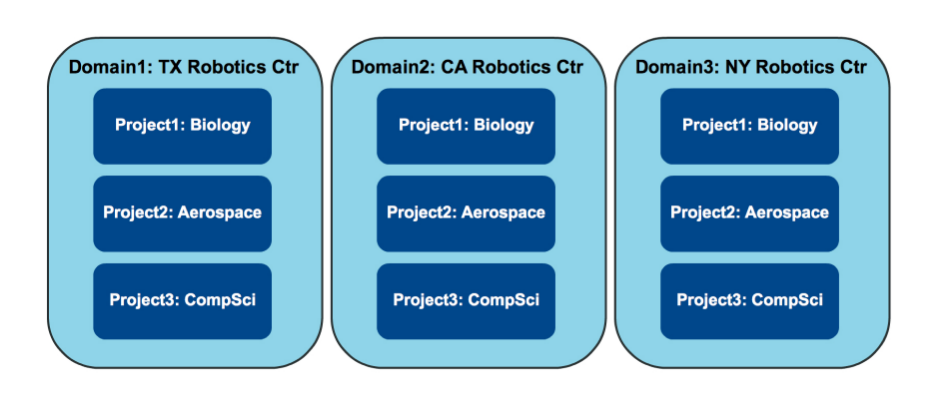 Domain1: TX Robotics Ctr
Project1: Biology
Project2: Aerospace
Project3: CompSci
Domain2: CA Robotics Ctr
Project1: Biology
Project2: Aerospace
Project3: CompSci
Domain3: NY Robotics Ctr
Project1: Biology
Project2: Aerospace
Project3: CompSci